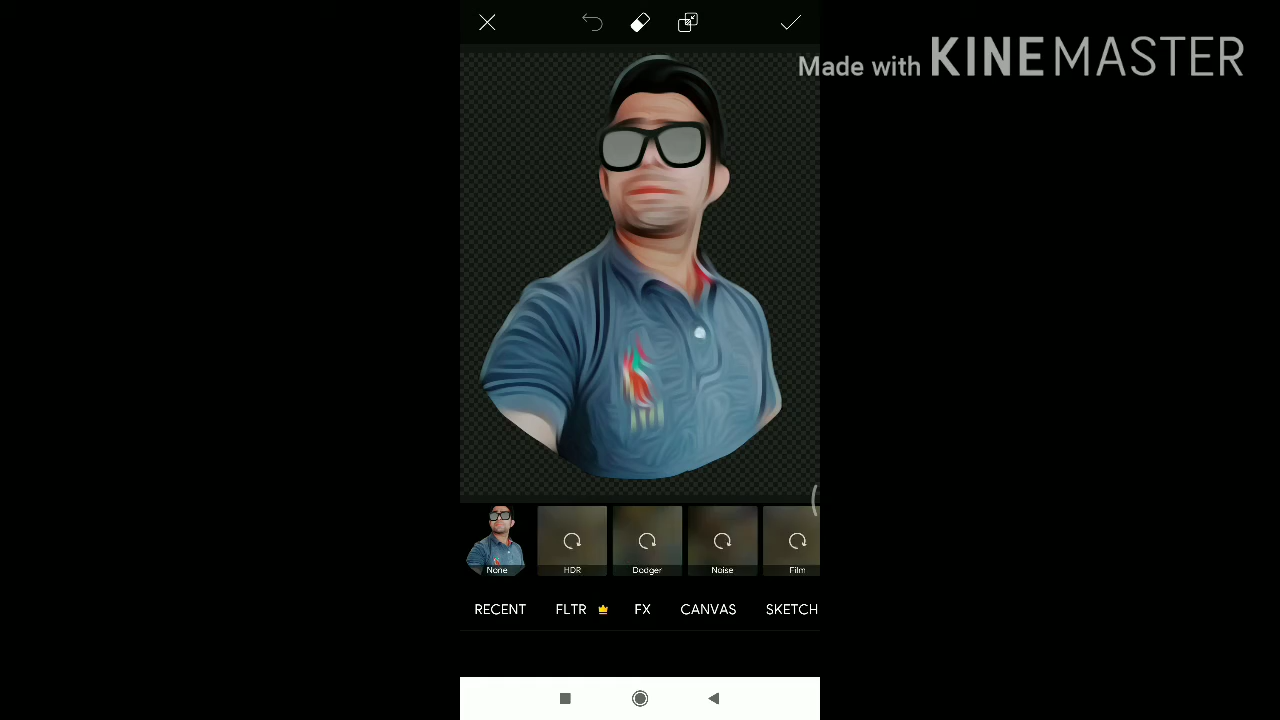 Made with KINEMASTER
None HDR Dodger Noise Film
RECENT FLTR FX CANVAS SKETCH